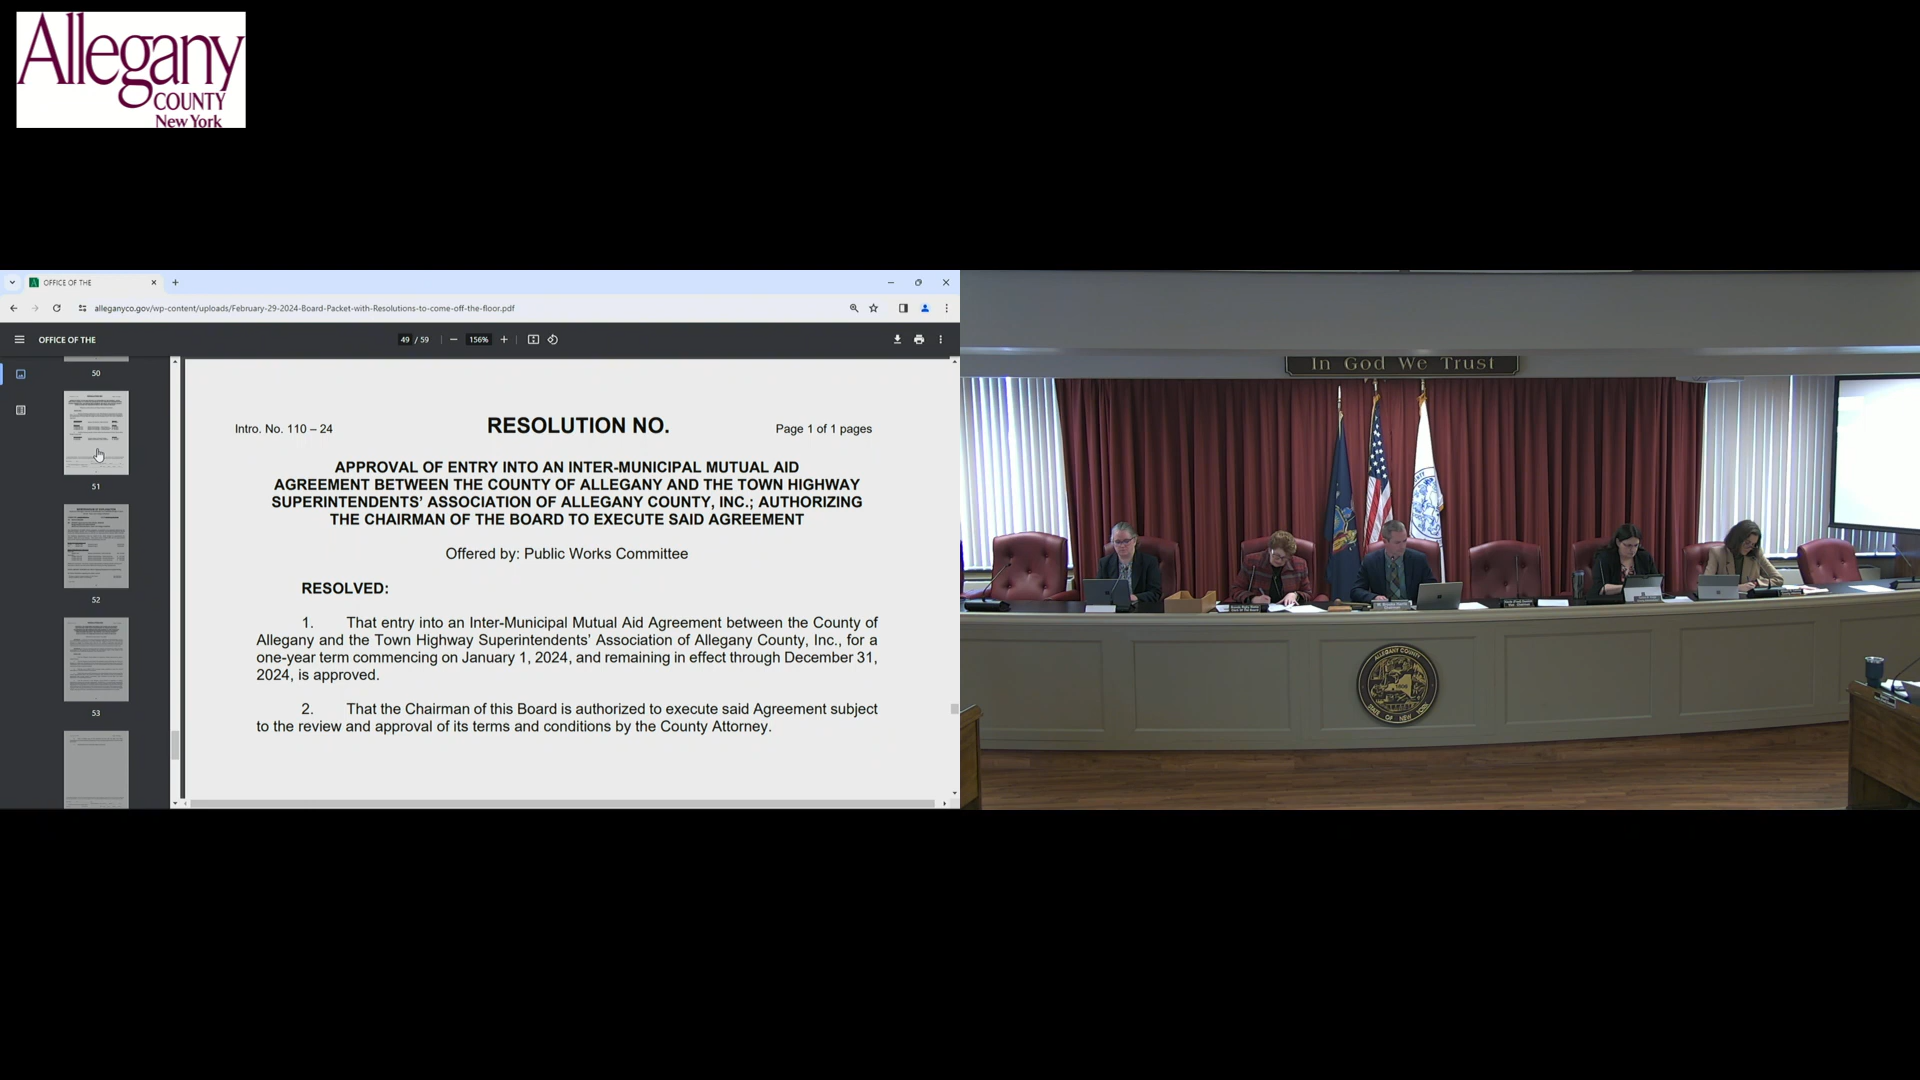 Allegany
COUNTY
New York
OFFICE OF THE
alleganyco.gov/wp-content/uploads/February-29-2024-Board-Packet-with-Resolutions-to-come-off-the-floor.pdf
OFFICE OF THE
49 / 59
156%
50
51
52
53
Intro. No. 110 – 24
RESOLUTION NO.
Page 1 of 1 pages
APPROVAL OF ENTRY INTO AN INTER-MUNICIPAL MUTUAL AID
AGREEMENT BETWEEN THE COUNTY OF ALLEGANY AND THE TOWN HIGHWAY
SUPERINTENDENTS’ ASSOCIATION OF ALLEGANY COUNTY, INC.; AUTHORIZING
THE CHAIRMAN OF THE BOARD TO EXECUTE SAID AGREEMENT
Offered by: Public Works Committee
RESOLVED:
1. That entry into an Inter-Municipal Mutual Aid Agreement between the County of
Allegany and the Town Highway Superintendents’ Association of Allegany County, Inc., for a
one-year term commencing on January 1, 2024, and remaining in effect through December 31,
2024, is approved.
2. That the Chairman of this Board is authorized to execute said Agreement subject
to the review and approval of its terms and conditions by the County Attorney.
In God We Trust
ALLEGANY COUNTY
STATE OF NEW YORK